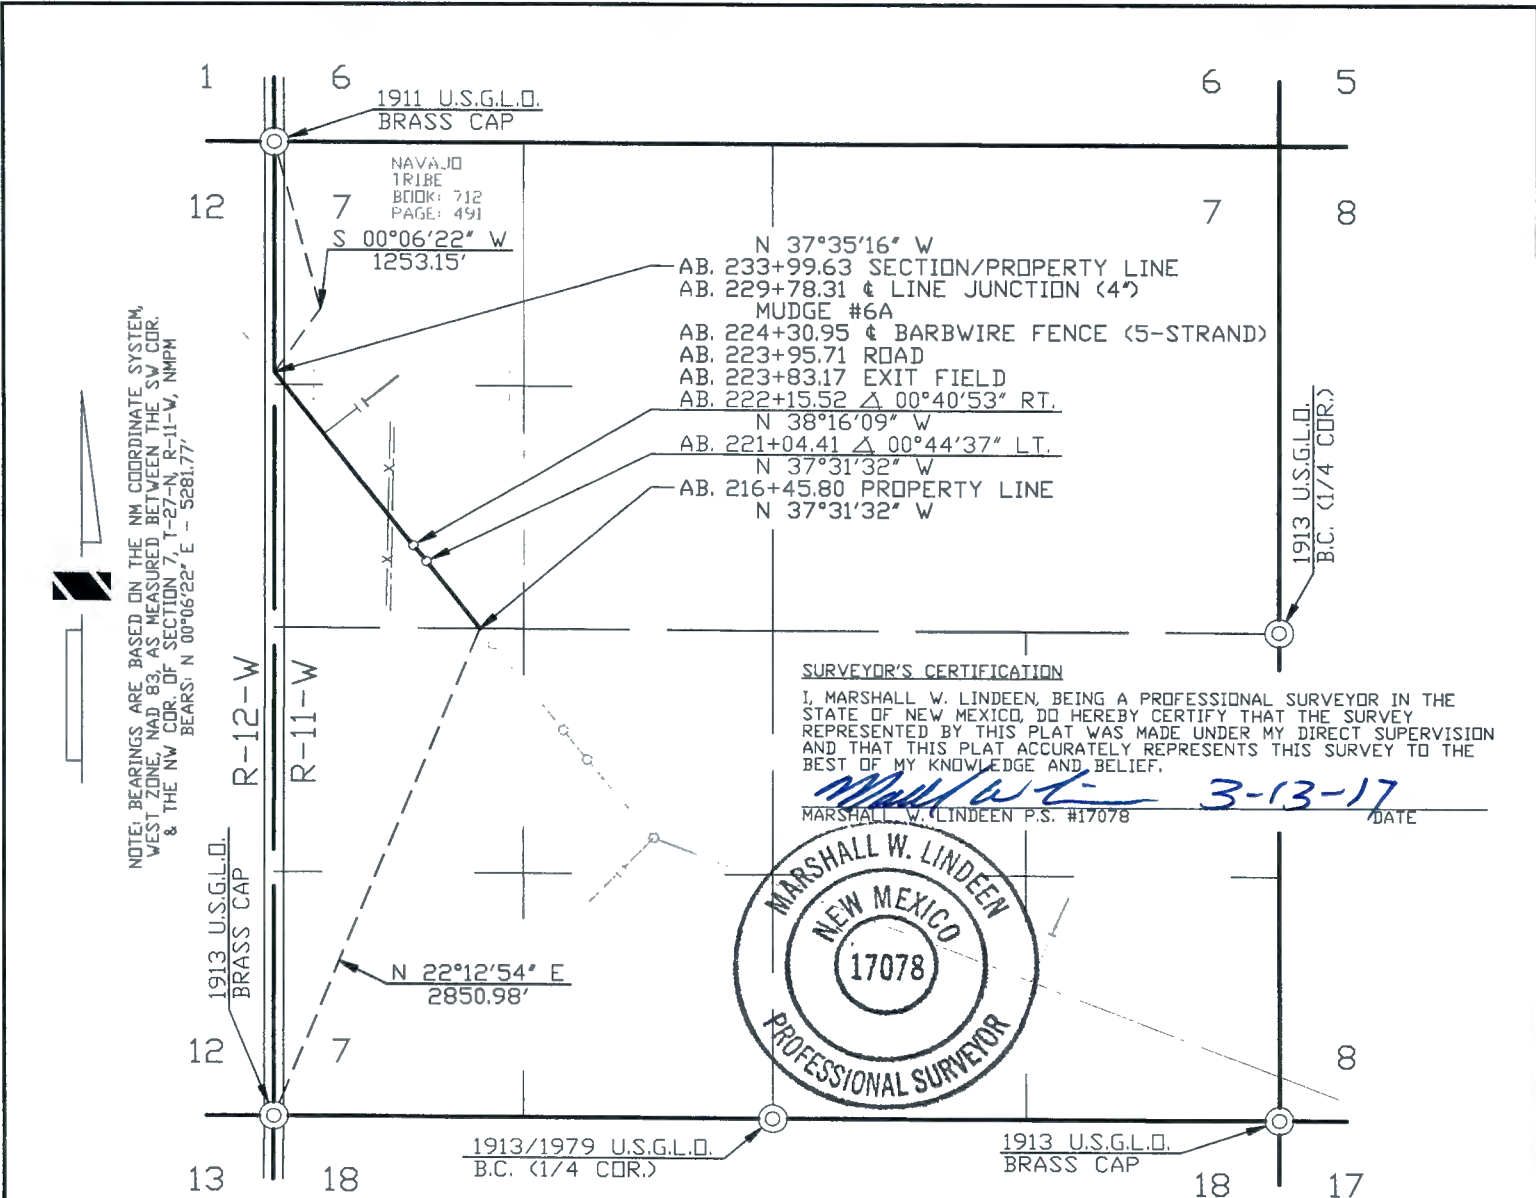 1 6
6 5
1911 U.S.G.L.O.
BRASS CAP
NAVAJO
TRIBE
BOOK: 712
PAGE: 491
12 7
7 8
S 00°06'22" W
1253.15'
N 37°35'16" W
AB. 233+99.63 SECTION/PROPERTY LINE
AB. 229+78.31 ℄ LINE JUNCTION (4")
MUDGE #6A
AB. 224+30.95 ℄ BARBWIRE FENCE (5-STRAND)
AB. 223+95.71 ROAD
AB. 223+83.17 EXIT FIELD
AB. 222+15.52 △ 00°40'53" RT.
N 38°16'09" W
AB. 221+04.41 △ 00°44'37" LT.
N 37°31'32" W
AB. 216+45.80 PROPERTY LINE
N 37°31'32" W
1913 U.S.G.L.O.
B.C. (1/4 COR.)
NOTE: BEARINGS ARE BASED ON THE NM COORDINATE SYSTEM,
WEST ZONE, NAD 83, AS MEASURED BETWEEN THE SW COR.
& THE NW COR. OF SECTION 7, T-27-N, R-11-W, NMPM
BEARS: N 00°06'22" E - 5281.77'
R-12-W
R-11-W
SURVEYOR'S CERTIFICATION
I, MARSHALL W. LINDEEN, BEING A PROFESSIONAL SURVEYOR IN THE
STATE OF NEW MEXICO, DO HEREBY CERTIFY THAT THE SURVEY
REPRESENTED BY THIS PLAT WAS MADE UNDER MY DIRECT SUPERVISION
AND THAT THIS PLAT ACCURATELY REPRESENTS THIS SURVEY TO THE
BEST OF MY KNOWLEDGE AND BELIEF.
3-13-17
MARSHALL W. LINDEEN P.S. #17078 DATE
MARSHALL W. LINDEEN
NEW MEXICO
17078
PROFESSIONAL SURVEYOR
1913 U.S.G.L.O.
BRASS CAP
N 22°12'54" E
2850.98'
12 7
8
1913/1979 U.S.G.L.O.
B.C. (1/4 COR.)
1913 U.S.G.L.O.
BRASS CAP
13 18
18 17